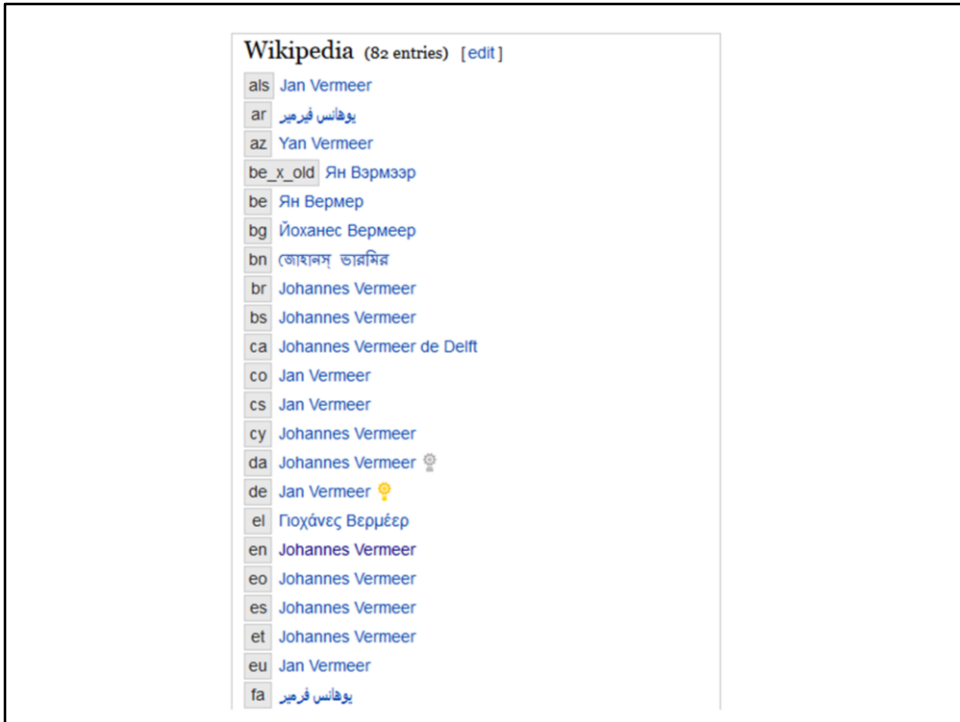 Wikipedia (82 entries) [edit]
als Jan Vermeer
ar يوهانس فيرمير
az Yan Vermeer
be_x_old Ян Вэрмээр
be Ян Вермер
bg Йоханес Вермеер
bn জোহানস্ ভারমির
br Johannes Vermeer
bs Johannes Vermeer
ca Johannes Vermeer de Delft
co Jan Vermeer
cs Jan Vermeer
cy Johannes Vermeer
da Johannes Vermeer
de Jan Vermeer
el Γιοχάνες Βερμέερ
en Johannes Vermeer
eo Johannes Vermeer
es Johannes Vermeer
et Johannes Vermeer
eu Jan Vermeer
fa یوهانس فرمیر